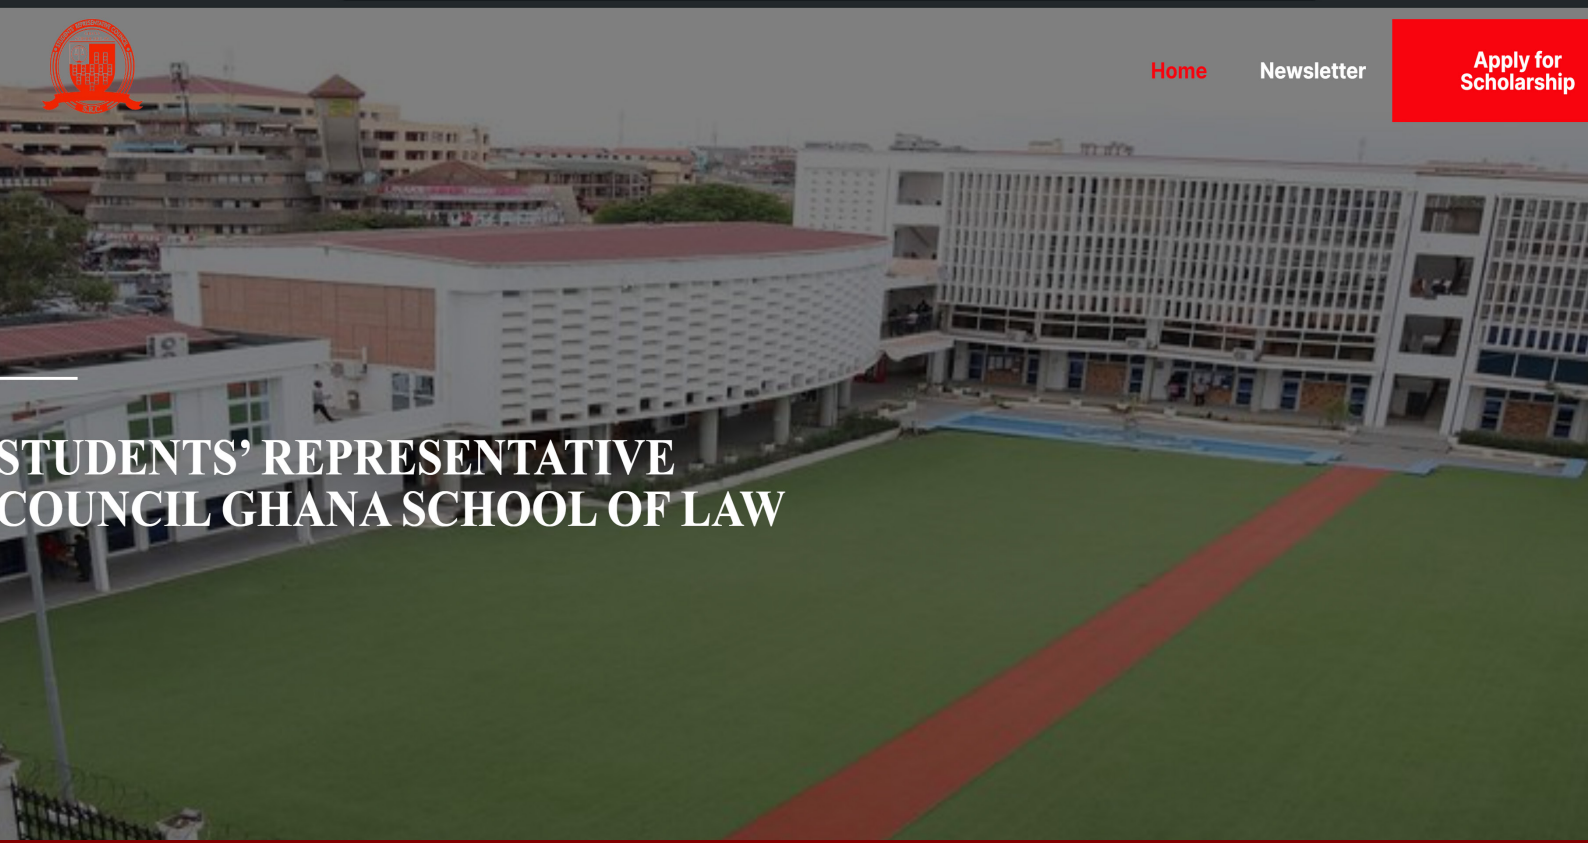 Home
Newsletter
Apply for
Scholarship
STUDENTS’ REPRESENTATIVE
COUNCIL GHANA SCHOOL OF LAW